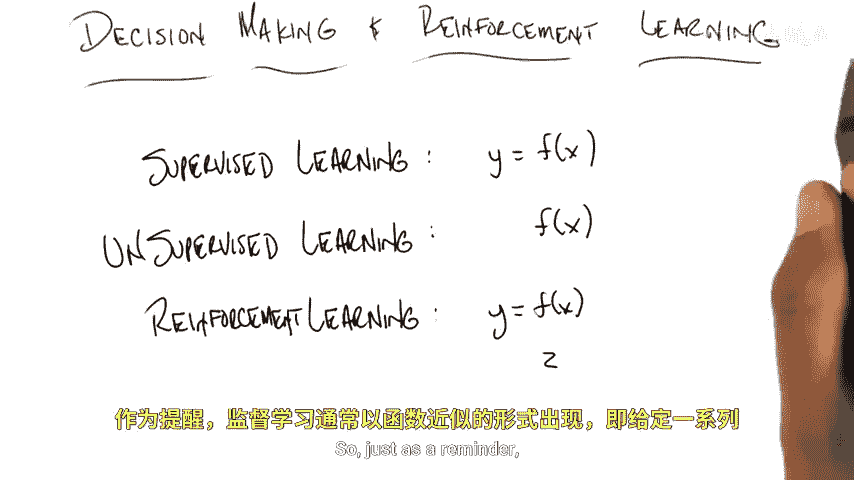 DECISION MAKING & REINFORCEMENT LEARNING
SUPERVISED LEARNING : y = f(x)
UNSUPERVISED LEARNING : f(x)
REINFORCEMENT LEARNING : y = f(x)
z
作为提醒，监督学习通常以函数近似的形式出现，即给定一系列
So, just as a reminder,